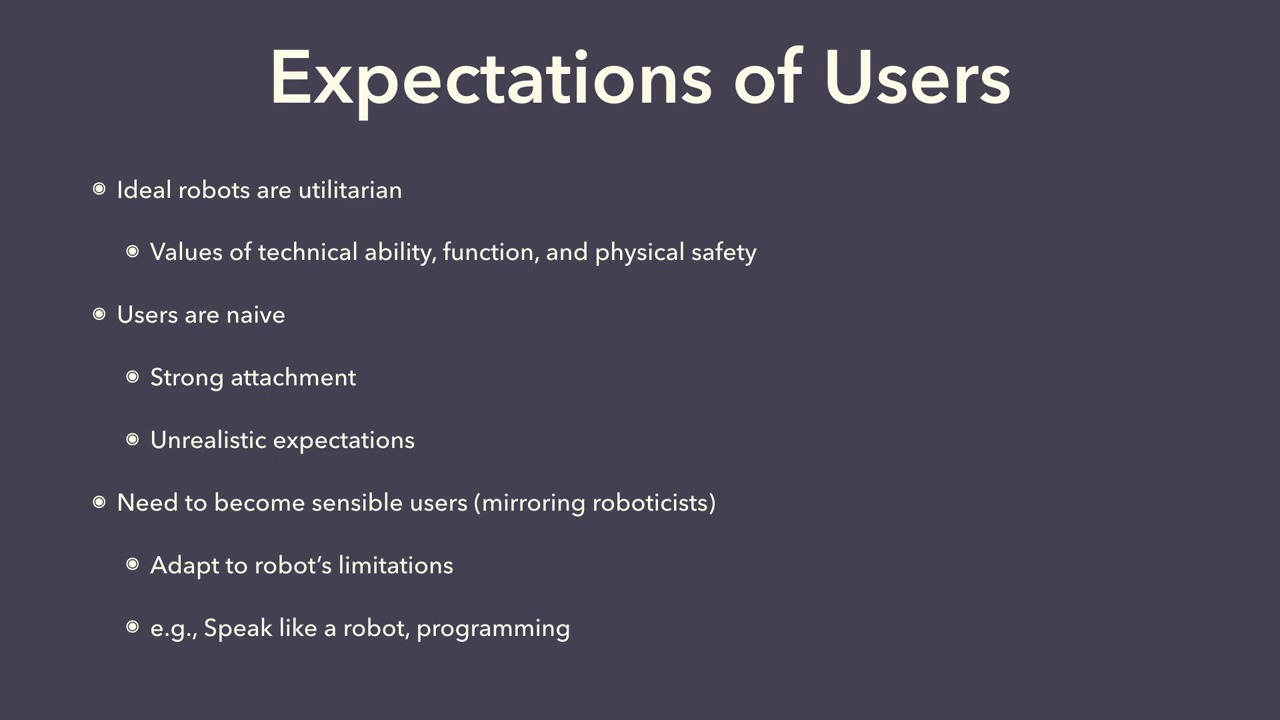 Expectations of Users
◉ Ideal robots are utilitarian
◉ Values of technical ability, function, and physical safety
◉ Users are naive
◉ Strong attachment
◉ Unrealistic expectations
◉ Need to become sensible users (mirroring roboticists)
◉ Adapt to robot’s limitations
◉ e.g., Speak like a robot, programming